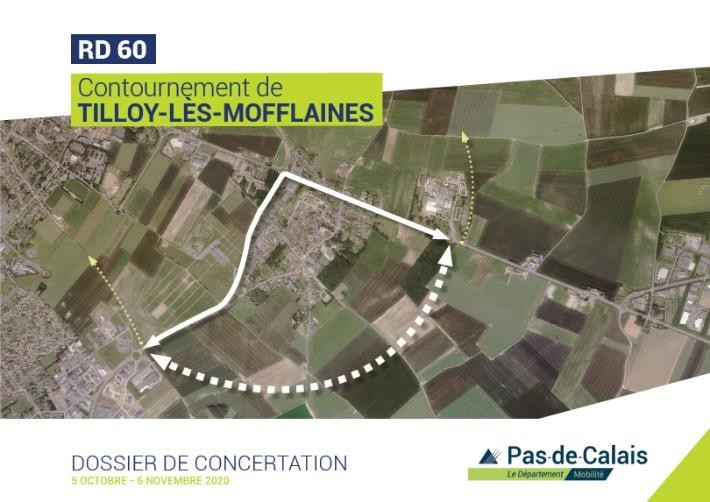 RD 60
Contournement de
TILLOY-LÈS-MOFFLAINES
DOSSIER DE CONCERTATION
5 OCTOBRE - 6 NOVEMBRE 2020
Pas-de-Calais
Le Département Mobilité